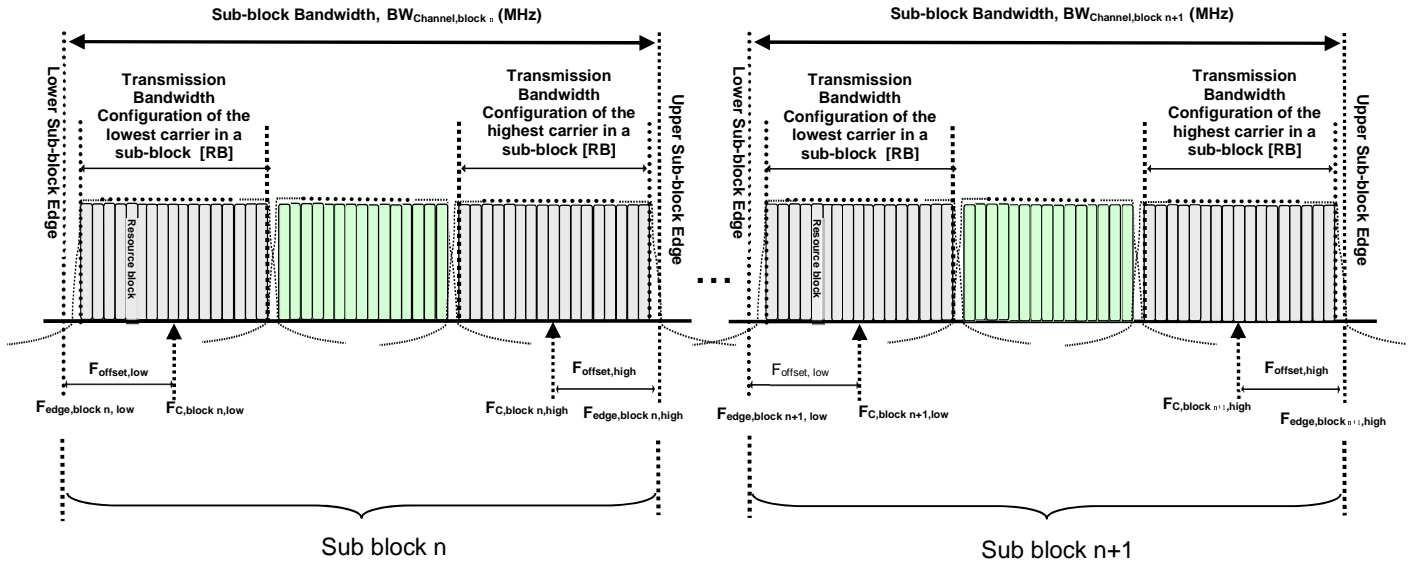 Sub-block Bandwidth, BWChannel,block n (MHz)
Sub-block Bandwidth, BWChannel,block n+1 (MHz)
Lower Sub-block Edge
Transmission
Bandwidth
Configuration of the
lowest carrier in a
sub-block [RB]
Transmission
Bandwidth
Configuration of the
highest carrier in a
sub-block [RB]
Upper Sub-block Edge
Lower Sub-block Edge
Transmission
Bandwidth
Configuration of the
lowest carrier in a
sub-block [RB]
Transmission
Bandwidth
Configuration of the
highest carrier in a
sub-block [RB]
Upper Sub-block Edge
Resource block
...
Resource block
Foffset,low
Foffset,high
Foffset, low
Foffset,high
Fedge,block n, low
FC,block n,low
FC,block n,high
Fedge,block n,high
Fedge,block n+1, low
FC,block n+1,low
FC,block n+1,high
Fedge,block n+1,high
Sub block n
Sub block n+1